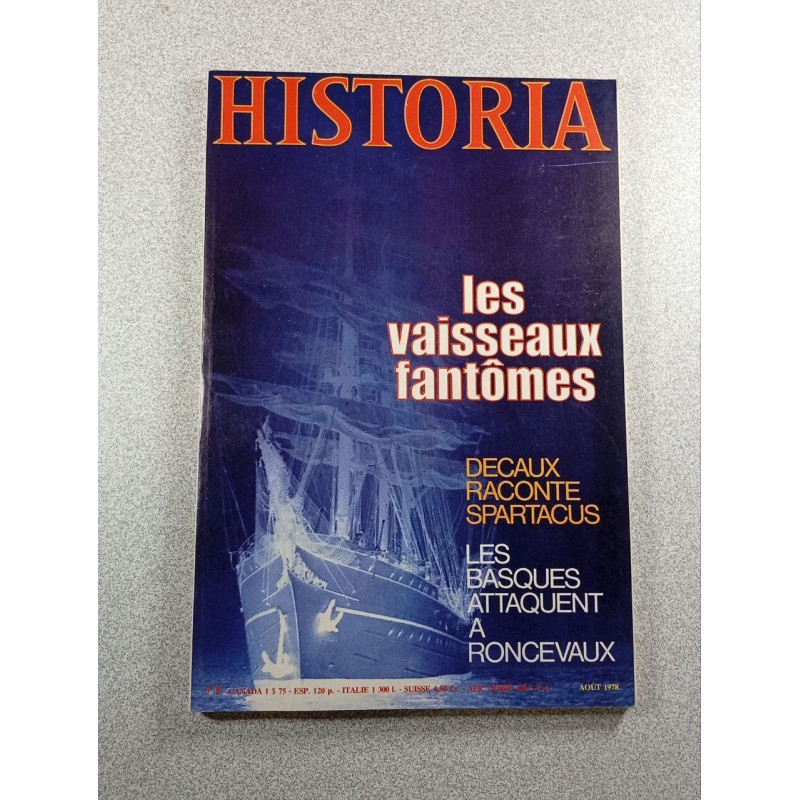 HISTORIA
les
vaisseaux
fantômes
DECAUX
RACONTE
SPARTACUS
LES
BASQUES
ATTAQUENT
A
RONCEVAUX
CANADA 1 $ 75 - ESP. 120 p. - ITALIE 1 300 l. - SUISSE
AOÛT 1978